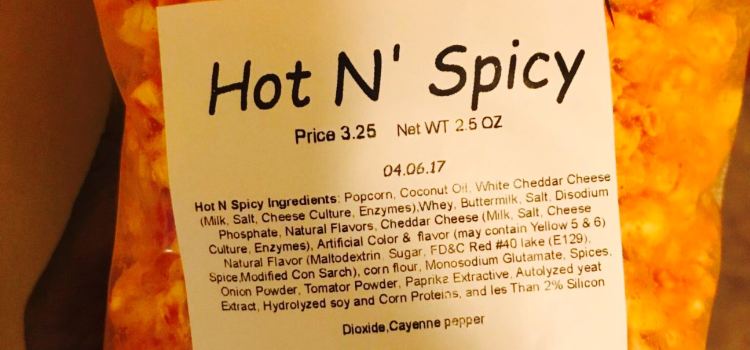 Hot N' Spicy
Price 3.25 Net WT 2.5 OZ
04.06.17
Hot N Spicy Ingredients: Popcorn, Coconut Oil, White Cheddar Cheese
(Milk, Salt, Cheese Culture, Enzymes),Whey, Buttermilk, Salt, Disodium
Phosphate, Natural Flavors, Cheddar Cheese (Milk, Salt, Cheese
Culture, Enzymes), Artificial Color & flavor (may contain Yellow 5 & 6)
Natural Flavor (Maltodextrin, Sugar, FD&C Red #40 lake (E129),
Spice,Modified Con Sarch), corn flour, Monosodium Glutamate, Spices,
Onion Powder, Tomator Powder, Paprika Extractive, Autolyzed yeat
Extract, Hydrolyzed soy and Corn Proteins, and les Than 2% Silicon
Dioxide,Cayenne pepper